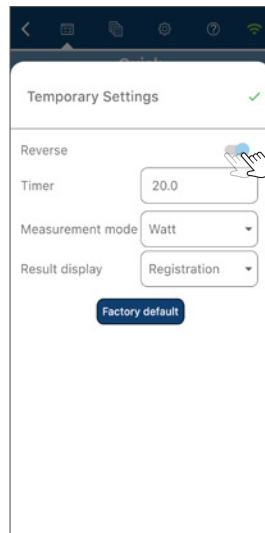 Temporary Settings
Reverse
Timer 20.0
Measurement mode Watt
Result display Registration
Factory default